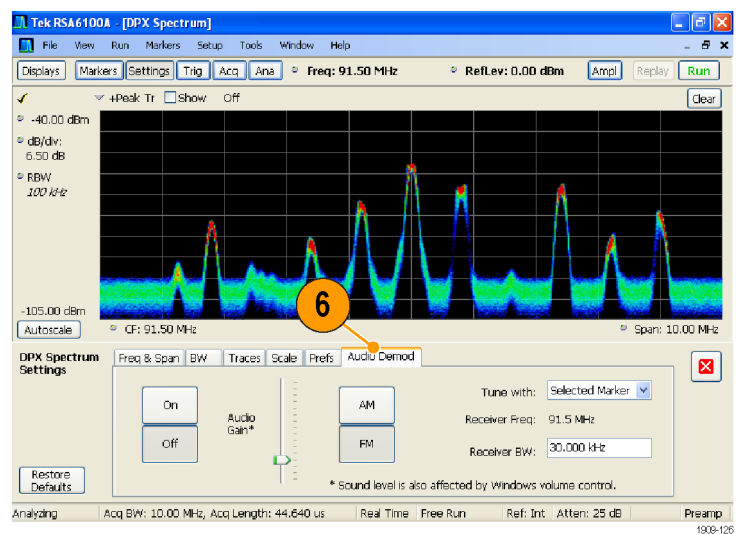 Tek RSA6100A - [DPX Spectrum]
File View Run Markers Setup Tools Window Help
Displays Markers Settings Trig Acq Ana Freq: 91.50 MHz RefLev: 0.00 dBm Ampl Replay Run
+Peak Tr Show Off Clear
-40.00 dBm
dB/div:
6.50 dB
RBW
100 kHz
-105.00 dBm
Autoscale CF: 91.50 MHz Span: 10.00 MHz
6
DPX Spectrum
Settings
Freq & Span BW Traces Scale Prefs Audio Demod
On
Off
Audio
Gain*
AM
FM
Tune with: Selected Marker
Receiver Freq: 91.5 MHz
Receiver BW: 30.000 kHz
* Sound level is also affected by Windows volume control.
Restore
Defaults
Analyzing Acq BW: 10.00 MHz, Acq Length: 44.640 us Real Time Free Run Ref: Int Atten: 25 dB Preamp
1909-126